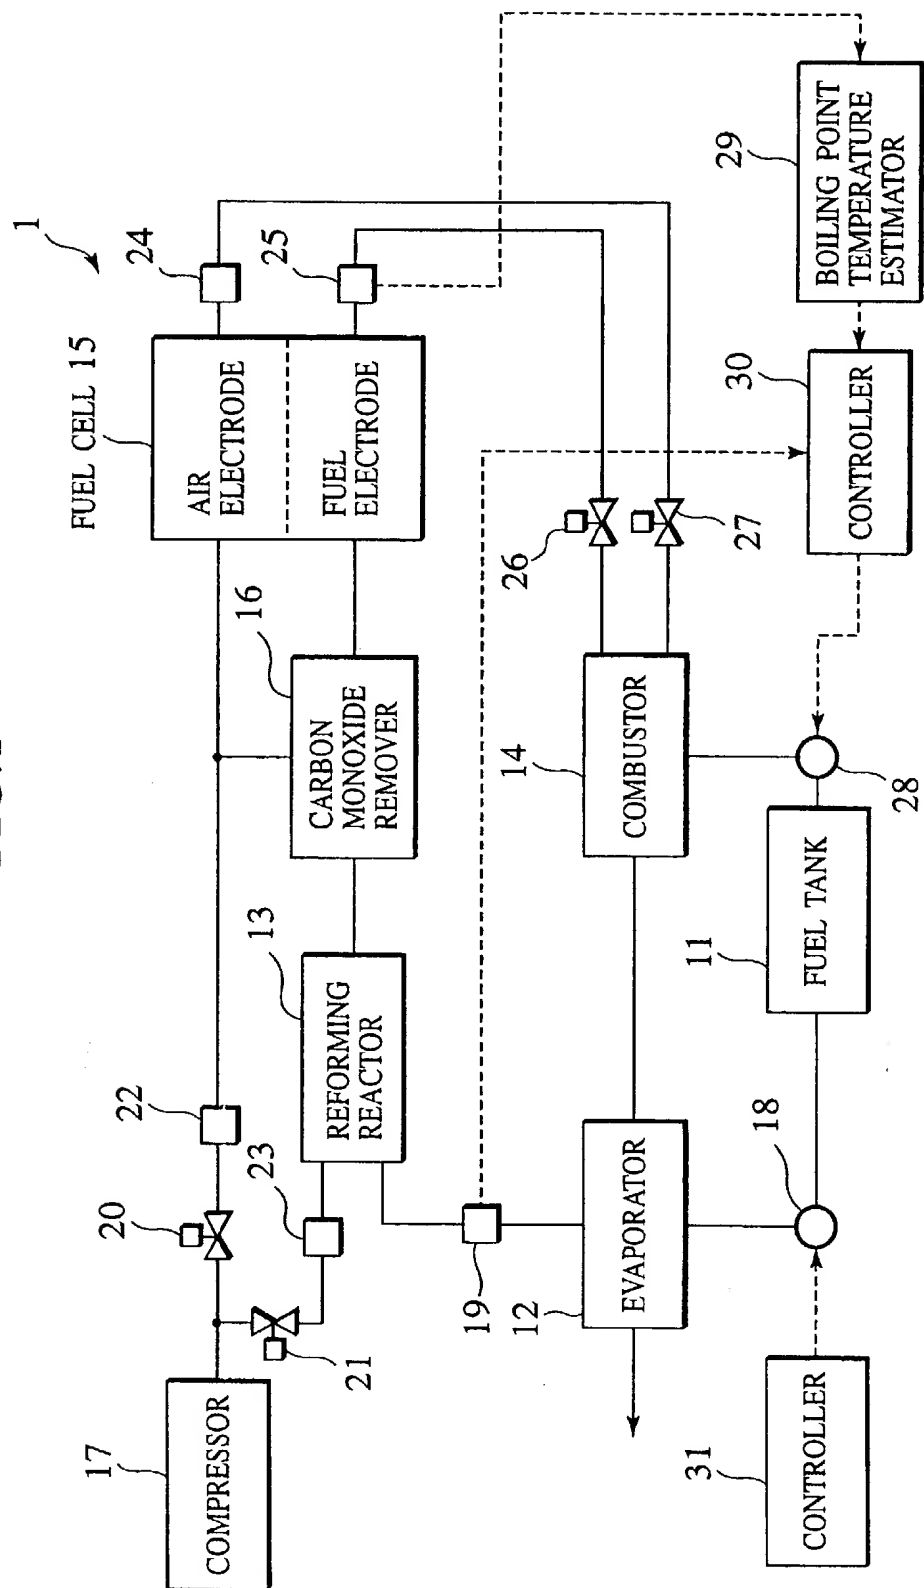 1
FUEL CELL 15
24
25
AIR
ELECTRODE
FUEL
ELECTRODE
16
CARBON
MONOXIDE
REMOVER
13
REFORMING
REACTOR
22
23
20
21
17
COMPRESSOR
19
12
EVAPORATOR
14
COMBUSTOR
26
27
29
BOILING POINT
TEMPERATURE
ESTIMATOR
30
CONTROLLER
28
11
FUEL TANK
18
31
CONTROLLER